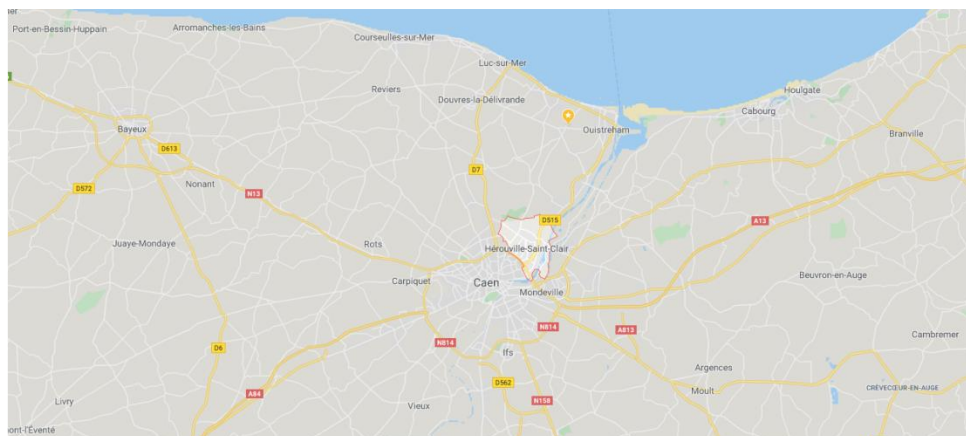 Port-en-Bessin-Huppain
Arromanches-les-Bains
Courseulles-sur-Mer
Luc-sur-Mer
Reviers
Douvres-la-Délivrande
Houlgate
Cabourg
Ouistreham
Branville
Bayeux
D613
D7
D572
Nonant
N13
D515
A13
Juaye-Mondaye
Rots
Hérouville-Saint-Clair
Carpiquet
Caen
Beuvron-en-Auge
Mondeville
N814
A813
Cambremer
N814
D6
Ifs
Argences
D562
Moult
CRÈVECŒUR-EN-AUGE
A84
Livry
Vieux
N158
ont-l'Éventé